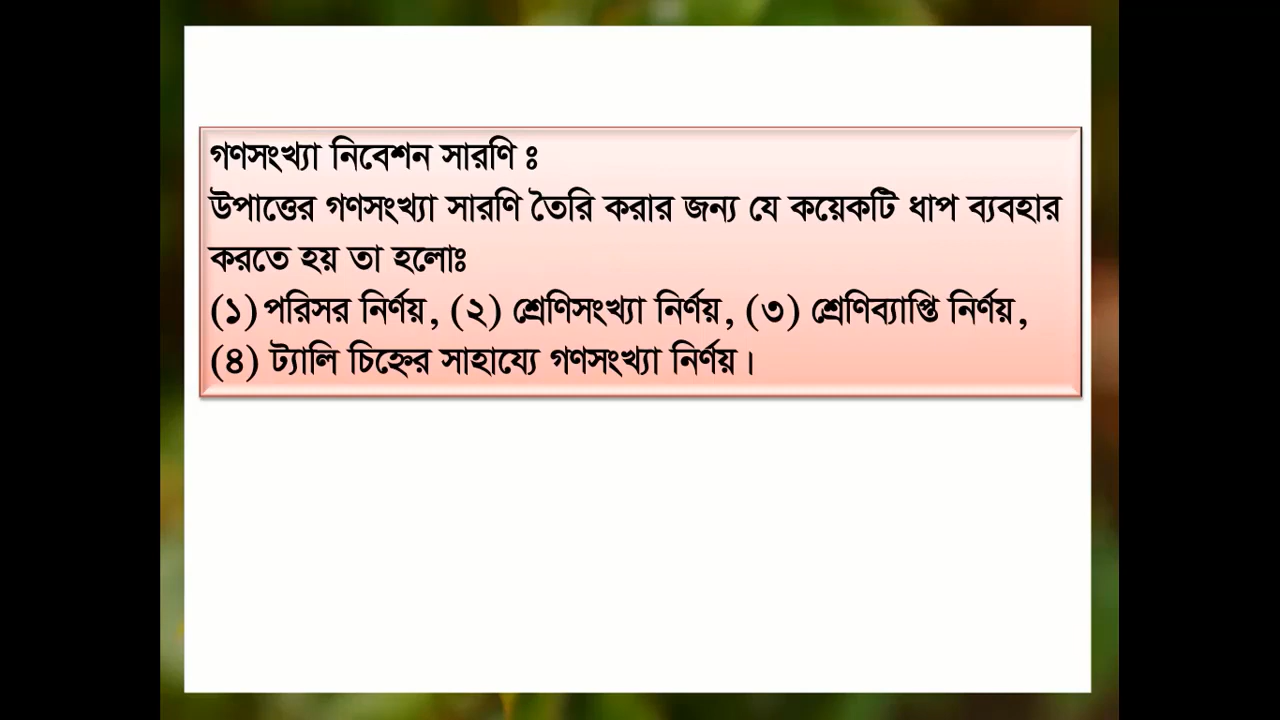 গণসংখ্যা নিবেশন সারণি ঃ
উপাত্তের গণসংখ্যা সারণি তৈরি করার জন্য যে কয়েকটি ধাপ ব্যবহার
করতে হয় তা হলোঃ
(১) পরিসর নির্ণয়, (২) শ্রেণিসংখ্যা নির্ণয়, (৩) শ্রেণিব্যাপ্তি নির্ণয়,
(৪) ট্যালি চিহ্নের সাহায্যে গণসংখ্যা নির্ণয় ।